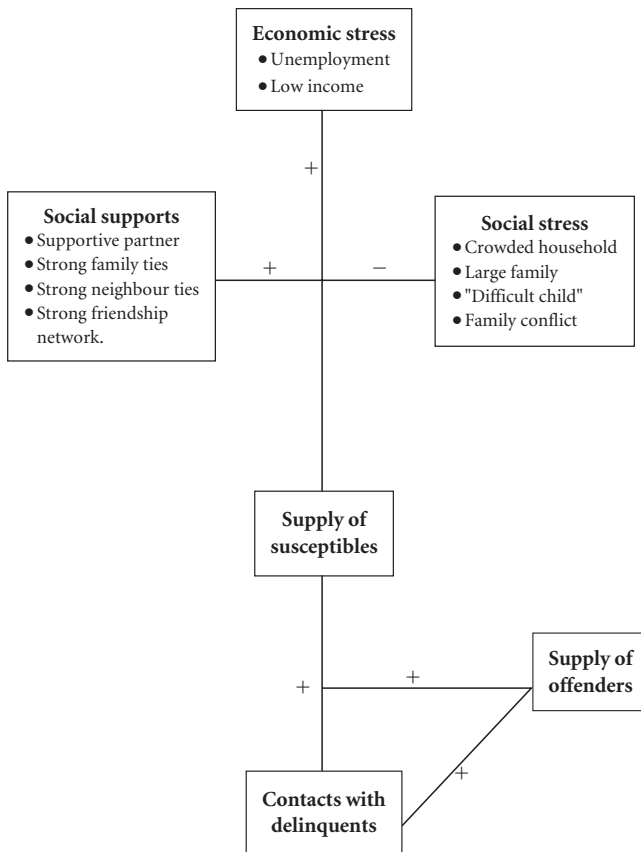 Economic stress
● Unemployment
● Low income
+
Social supports
● Supportive partner
● Strong family ties
● Strong neighbour ties
● Strong friendship
network.
+
−
Social stress
● Crowded household
● Large family
● "Difficult child"
● Family conflict
Supply of
susceptibles
+
+
Supply of
offenders
+
Contacts with
delinquents